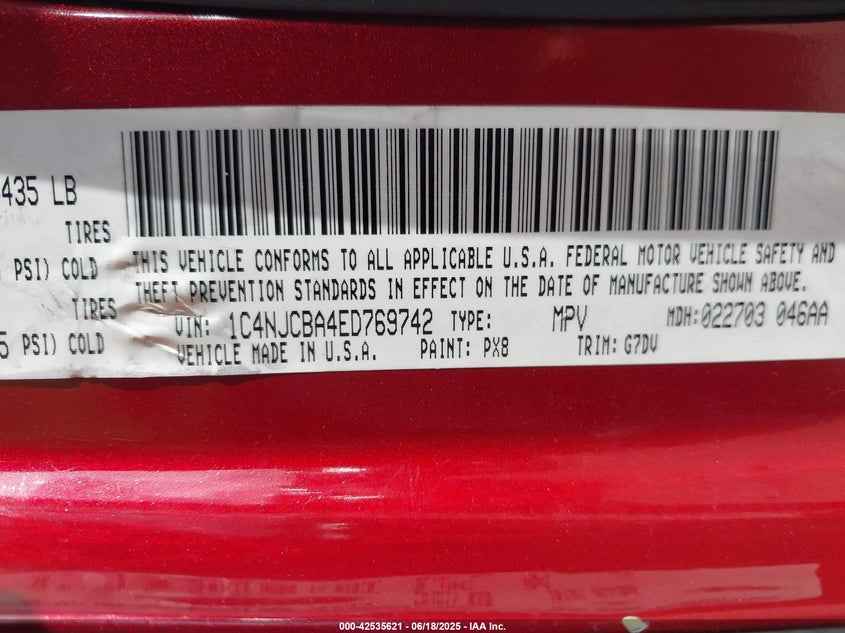 435 LB
TIRES
PSI) COLD
TIRES
5 PSI) COLD
THIS VEHICLE CONFORMS TO ALL APPLICABLE U.S.A. FEDERAL MOTOR VEHICLE SAFETY AND
THEFT PREVENTION STANDARDS IN EFFECT ON THE DATE OF MANUFACTURE SHOWN ABOVE.
VIN: 1C4NJCBA4ED769742 TYPE: MPV MDH: 022703 046AA
VEHICLE MADE IN U.S.A. PAINT: PX8 TRIM: G7DV
000-42535621 - 06/18/2025 - IAA Inc.